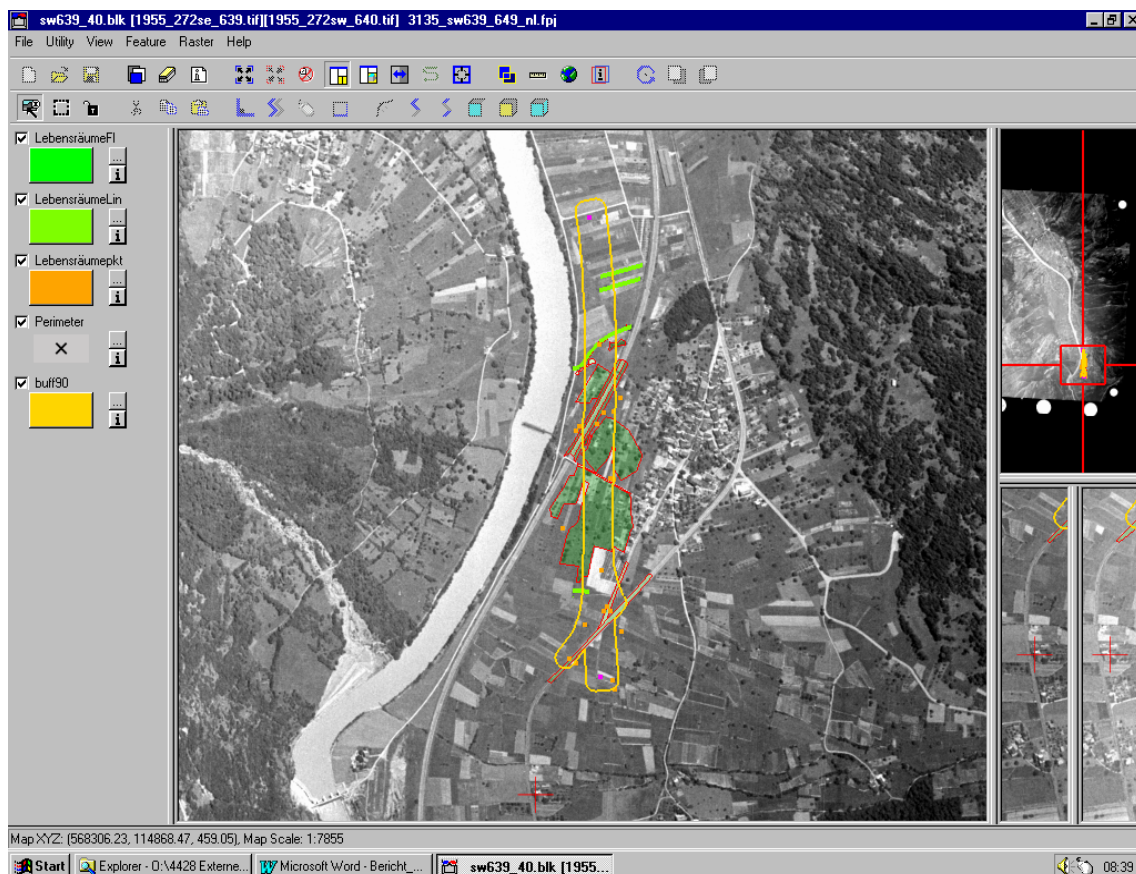 sw639_40.blk [1955_272se_639.tif][1955_272sw_640.tif] 3135_sw639_649_nl.fpj
File Utility View Feature Raster Help
LebensräumeFl
...
i
LebensräumeLin
...
i
Lebensräumepkt
...
i
Perimeter
...
i
buff90
...
i
Map XYZ: (568306.23, 114868.47, 459.05), Map Scale: 1:7855
Start Explorer - O:\4428 Externe... Microsoft Word - Bericht_... sw639_40.blk [1955... 08:39